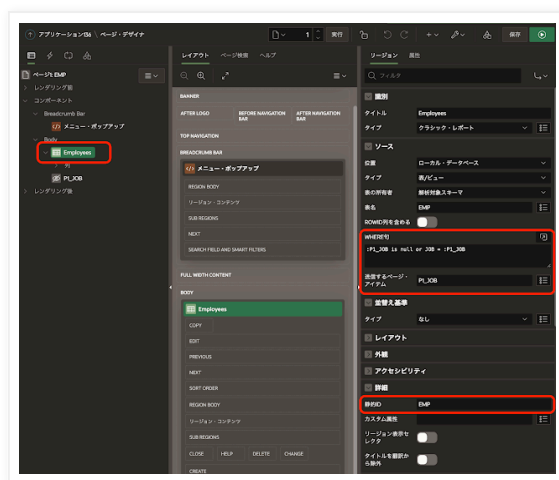 アプリケーション136 \ ページ・デザイナ
1
実行
保存
ページ1: EMP
レンダリング前
コンポーネント
Breadcrumb Bar
メニュー・ポップアップ
Body
Employees
列
P1_JOB
レンダリング後
レイアウト
ページ検索
ヘルプ
BANNER
AFTER LOGO
BEFORE NAVIGATION BAR
AFTER NAVIGATION BAR
TOP NAVIGATION
BREADCRUMB BAR
メニュー・ポップアップ
REGION BODY
リージョン・コンテンツ
SUB REGIONS
NEXT
SEARCH FIELD AND SMART FILTERS
FULL WIDTH CONTENT
BODY
Employees
COPY
EDIT
PREVIOUS
NEXT
SORT ORDER
REGION BODY
リージョン・コンテンツ
SUB REGIONS
CLOSE
HELP
DELETE
CHANGE
CREATE
リージョン
属性
フィルタ
識別
タイトル
Employees
タイプ
クラシック・レポート
ソース
位置
ローカル・データベース
タイプ
表/ビュー
表の所有者
解析対象スキーマ
表名
EMP
ROWID列を含める
WHERE句
:P1_JOB is null or JOB = :P1_JOB
送信するページ・アイテム
P1_JOB
並替え基準
タイプ
なし
レイアウト
外観
アクセシビリティ
詳細
静的ID
EMP
カスタム属性
リージョン表示セレクタ
タイトルを翻訳から除外